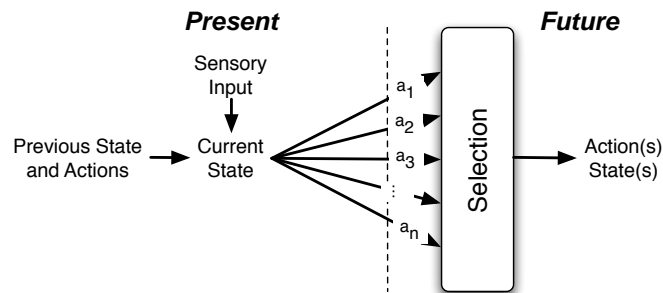 Present
Future
Sensory
Input
Previous State
and Actions
Current
State
a1
a2
a3
...
an
Selection
Action(s)
State(s)